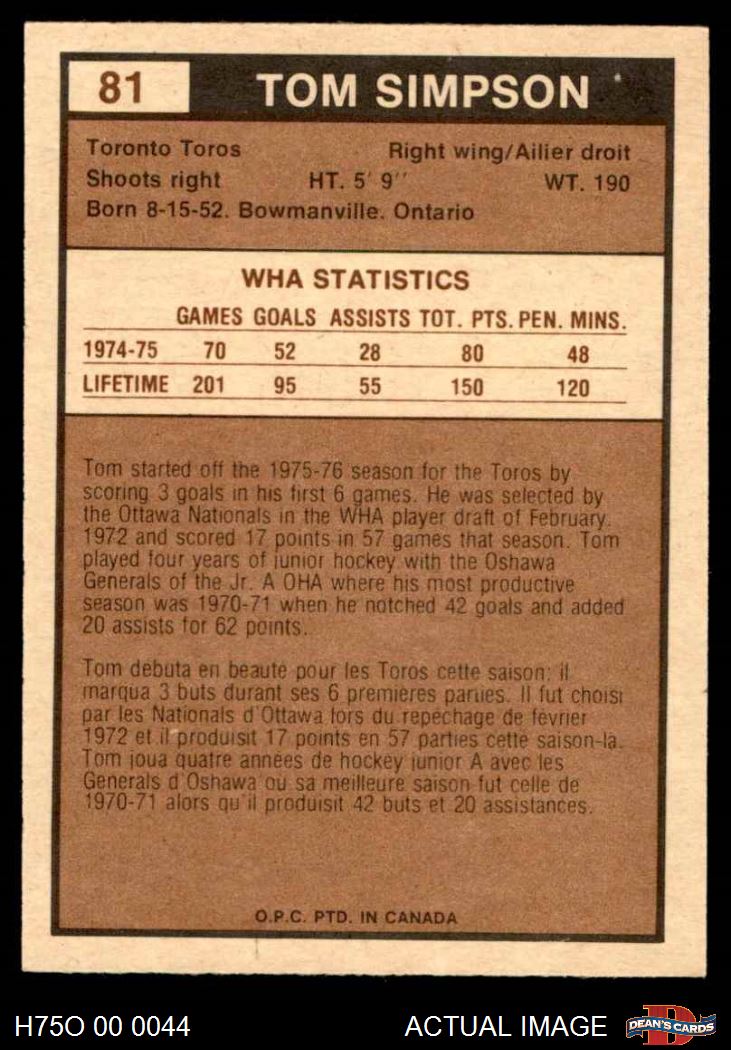 81 TOM SIMPSON
Toronto Toros Right wing/Ailier droit
Shoots right HT. 5' 9'' WT. 190
Born 8-15-52. Bowmanville. Ontario
WHA STATISTICS
GAMES GOALS ASSISTS TOT. PTS. PEN. MINS.
1974-75 70 52 28 80 48
LIFETIME 201 95 55 150 120
Tom started off the 1975-76 season for the Toros by
scoring 3 goals in his first 6 games. He was selected by
the Ottawa Nationals in the WHA player draft of February.
1972 and scored 17 points in 57 games that season. Tom
played four years of junior hockey with the Oshawa
Generals of the Jr. A OHA where his most productive
season was 1970-71 when he notched 42 goals and added
20 assists for 62 points.
Tom debuta en beaute pour les Toros cette saison: il
marqua 3 buts durant ses 6 premières parties. Il fut choisi
par les Nationals d'Ottawa lors du repêchage de février
1972 et il produisit 17 points en 57 parties cette saison-la.
Tom joua quatre années de hockey junior A avec les
Generals d'Oshawa ou sa meilleure saison fut celle de
1970-71 alors qu'il produisit 42 buts et 20 assistances.
O.P.C. PTD. IN CANADA
H75O 00 0044 ACTUAL IMAGE D DEAN'S CARDS